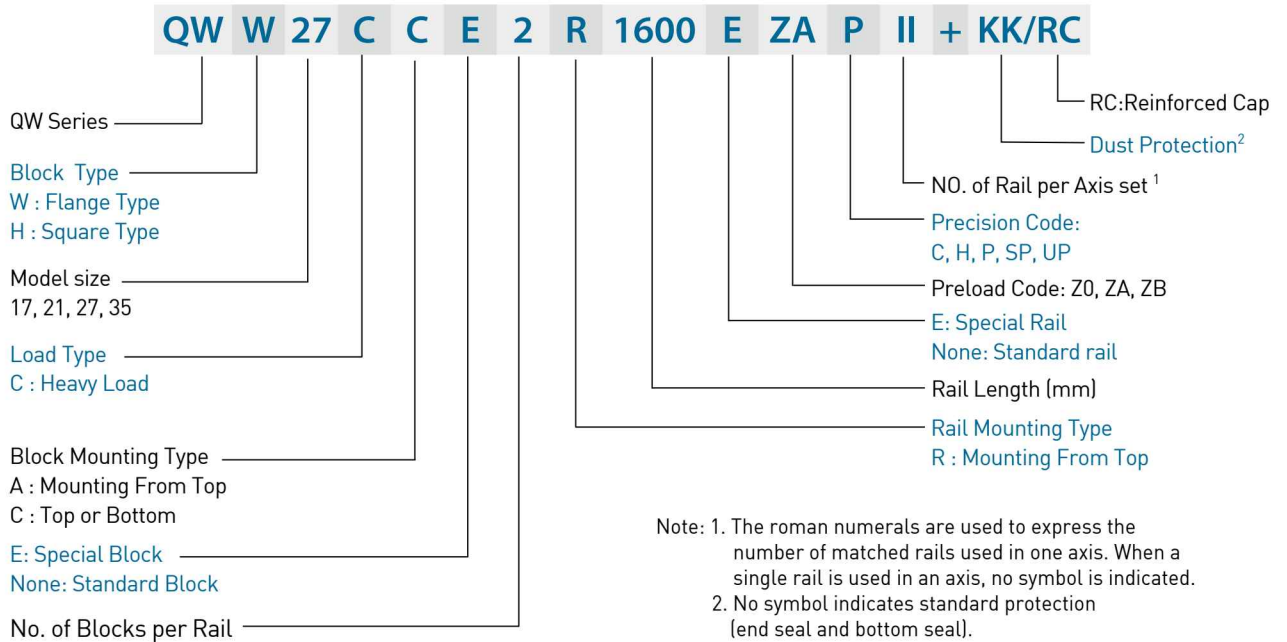 QW W 27 C C E 2 R 1600 E ZA P II + KK/RC
QW Series
Block Type
W : Flange Type
H : Square Type
Model size
17, 21, 27, 35
Load Type
C : Heavy Load
Block Mounting Type
A : Mounting From Top
C : Top or Bottom
E: Special Block
None: Standard Block
No. of Blocks per Rail
RC:Reinforced Cap
Dust Protection²
NO. of Rail per Axis set ¹
Precision Code:
C, H, P, SP, UP
Preload Code: Z0, ZA, ZB
E: Special Rail
None: Standard rail
Rail Length (mm)
Rail Mounting Type
R : Mounting From Top
Note: 1. The roman numerals are used to express the
number of matched rails used in one axis. When a
single rail is used in an axis, no symbol is indicated.
2. No symbol indicates standard protection
(end seal and bottom seal).